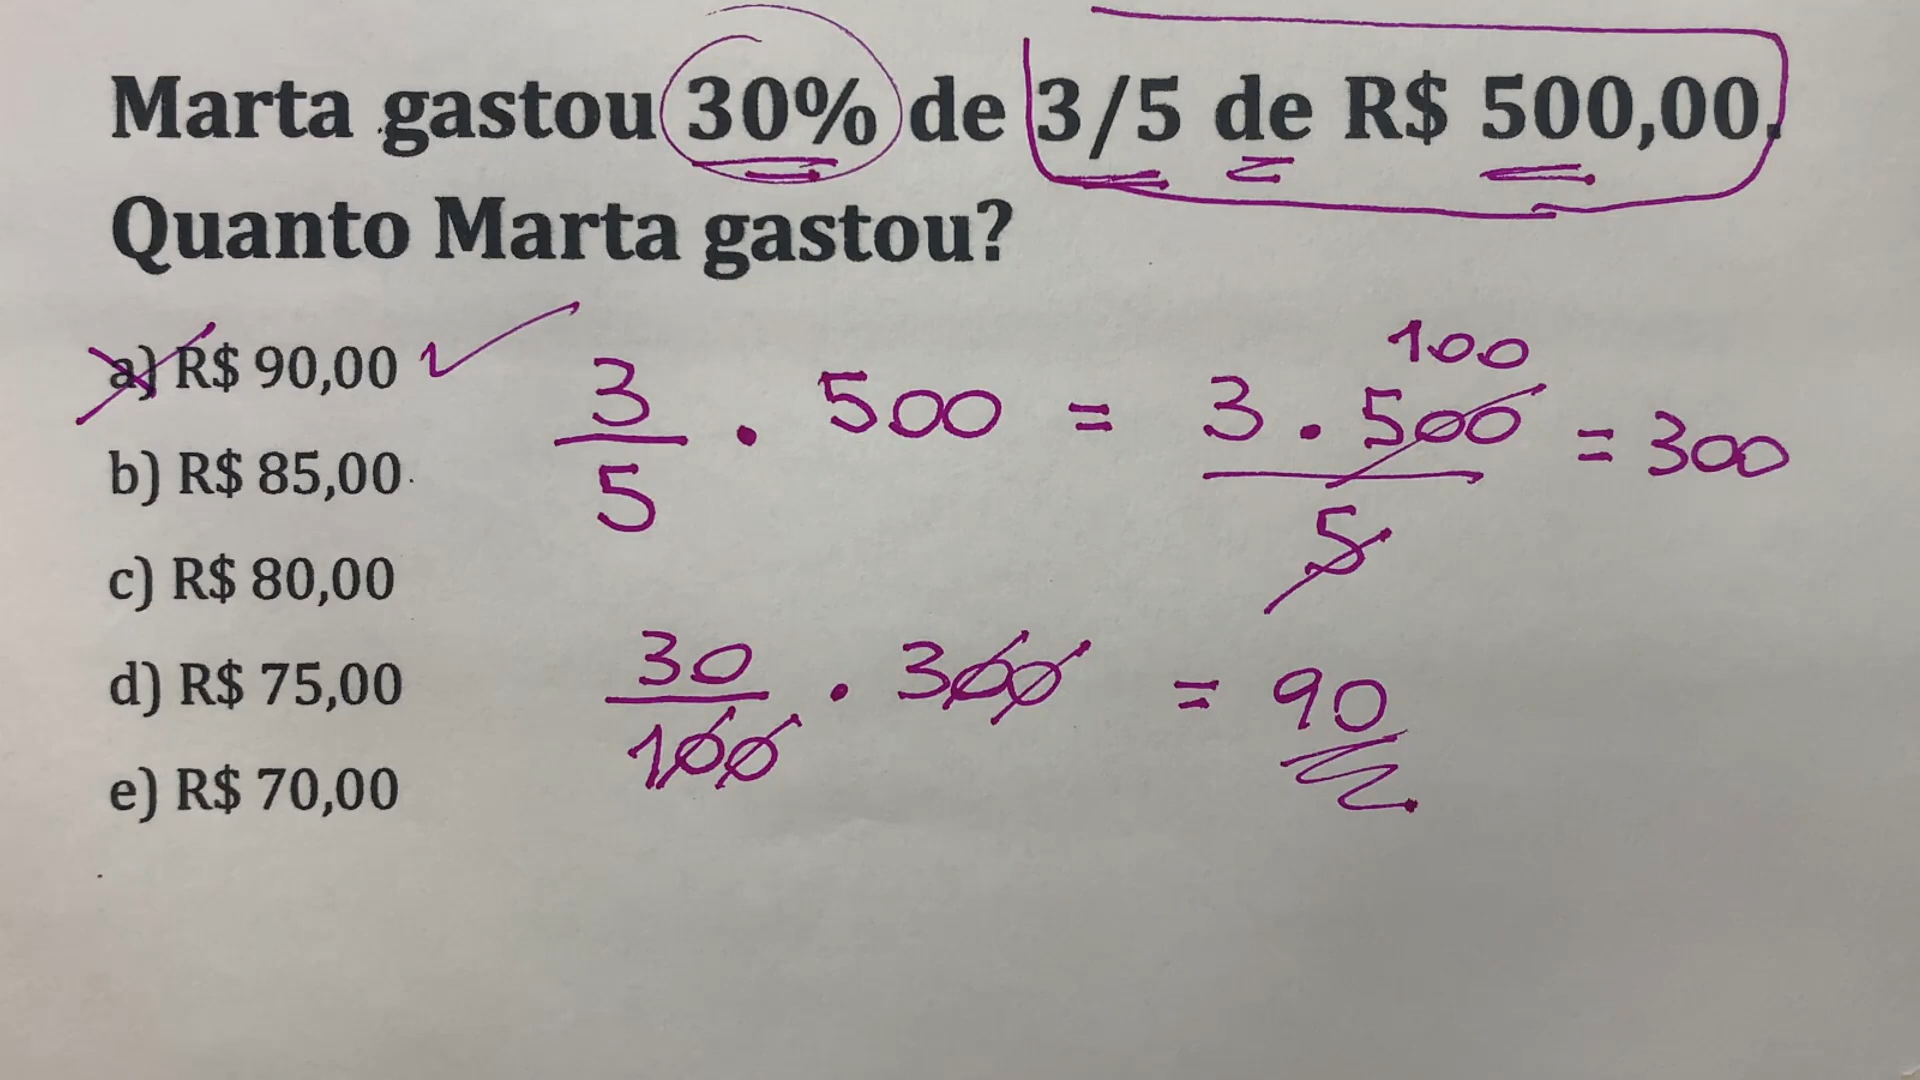 Marta gastou 30% de 3/5 de R$ 500,00.
Quanto Marta gastou?
a) R$ 90,00 ✓
b) R$ 85,00
c) R$ 80,00
d) R$ 75,00
e) R$ 70,00
3/5 . 500 = 3 . 500/5 = 300
100
30/100 . 300 = 90